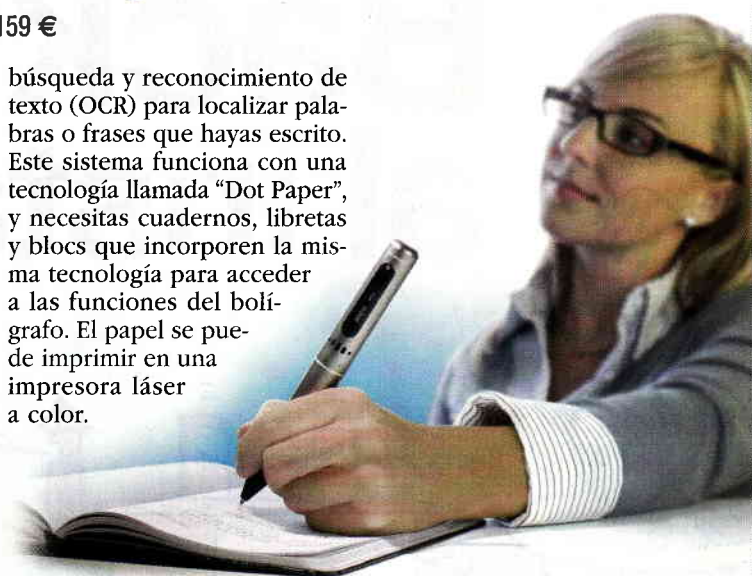 159 €
búsqueda y reconocimiento de
texto (OCR) para localizar pala-
bras o frases que hayas escrito.
Este sistema funciona con una
tecnología llamada “Dot Paper”,
y necesitas cuadernos, libretas
y blocs que incorporen la mis-
ma tecnología para acceder
a las funciones del bolí-
grafo. El papel se pue-
de imprimir en una
impresora láser
a color.